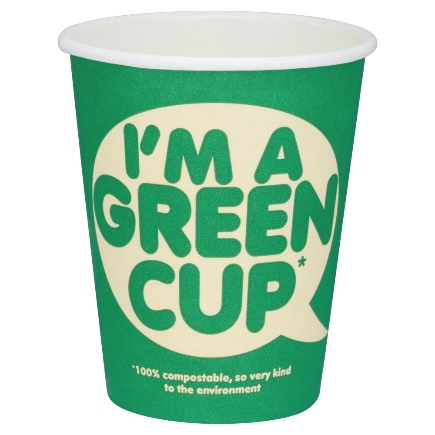 I'M A
GREEN
CUP*
*100% compostable, so very kind
to the environment